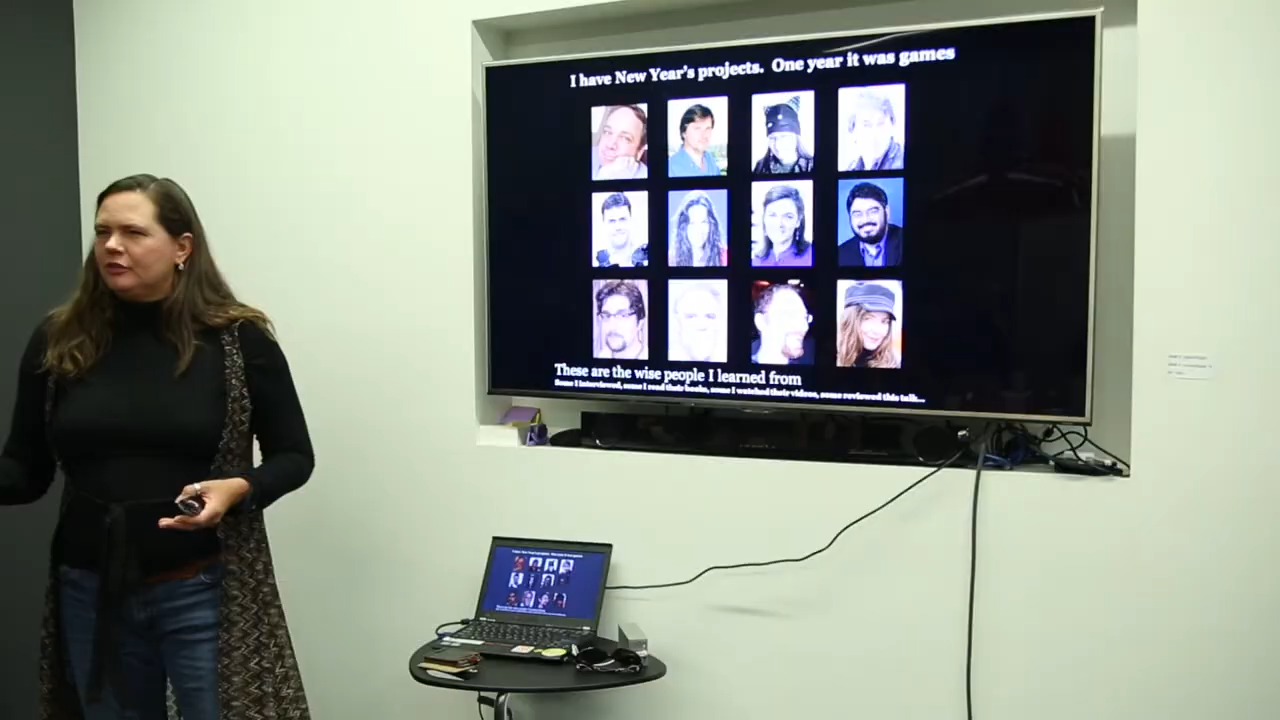 I have New Year's projects.  One year it was games
These are the wise people I learned from
Some I interviewed, some I read their books, some I watched their videos, some reviewed this talk...